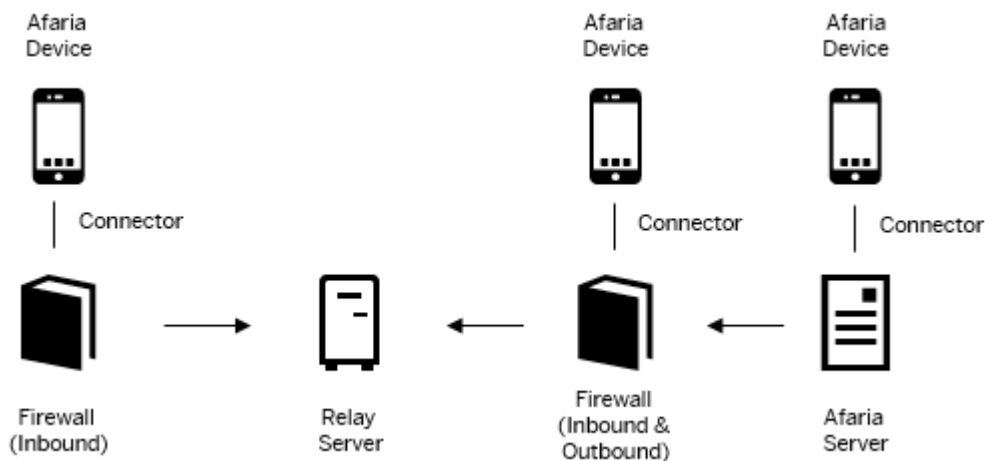 Afaria
Device
Afaria
Device
Afaria
Device
Connector
Connector
Connector
Firewall
(Inbound)
Relay
Server
Firewall
(Inbound &
Outbound)
Afaria
Server